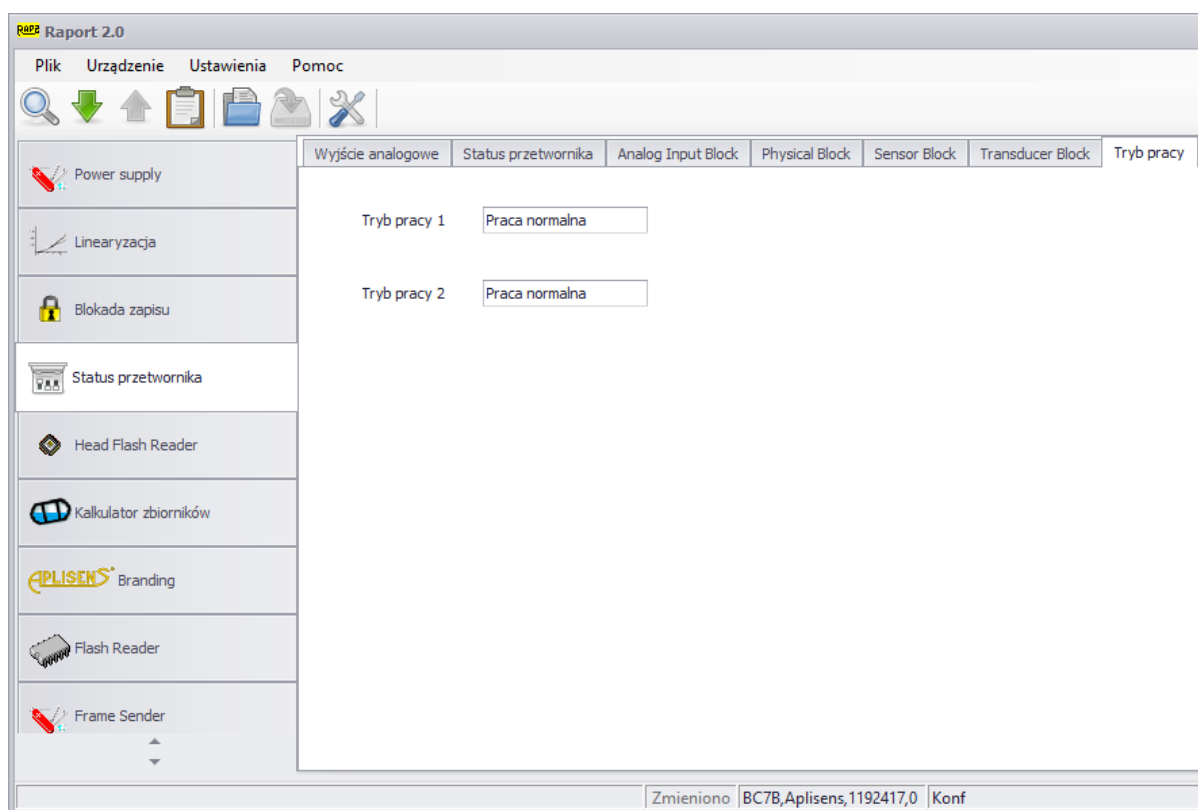 RAP2 Raport 2.0
Plik Urządzenie Ustawienia Pomoc
Wyjście analogowe Status przetwornika Analog Input Block Physical Block Sensor Block Transducer Block Tryb pracy
Power supply
Linearyzacja
Blokada zapisu
Status przetwornika
Head Flash Reader
Kalkulator zbiorników
APLISENS Branding
Flash Reader
Frame Sender
Tryb pracy 1 Praca normalna
Tryb pracy 2 Praca normalna
Zmieniono BC7B,Aplisens,1192417,0 Konf